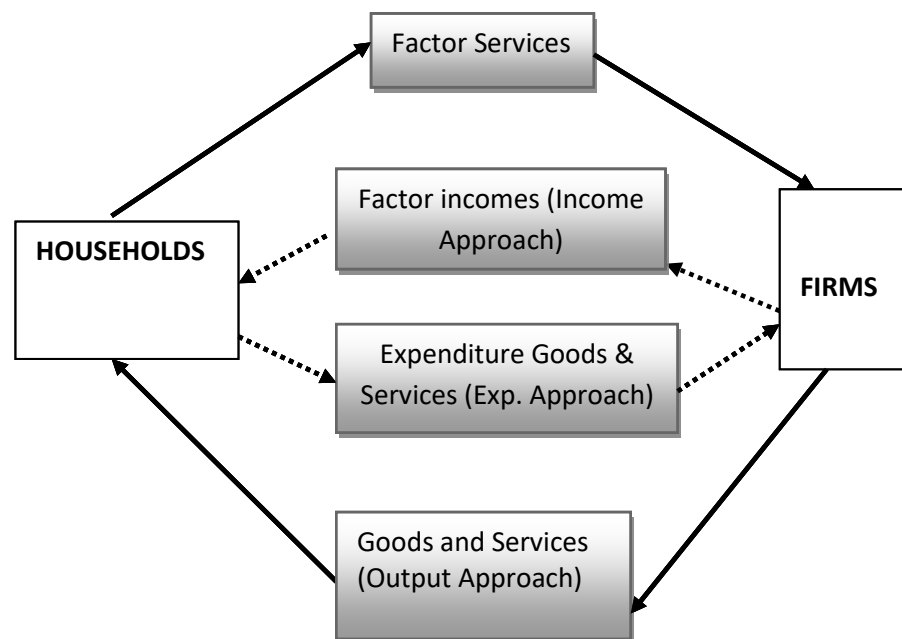 Factor Services
Factor incomes (Income
Approach)
HOUSEHOLDS
FIRMS
Expenditure Goods &
Services (Exp. Approach)
Goods and Services
(Output Approach)